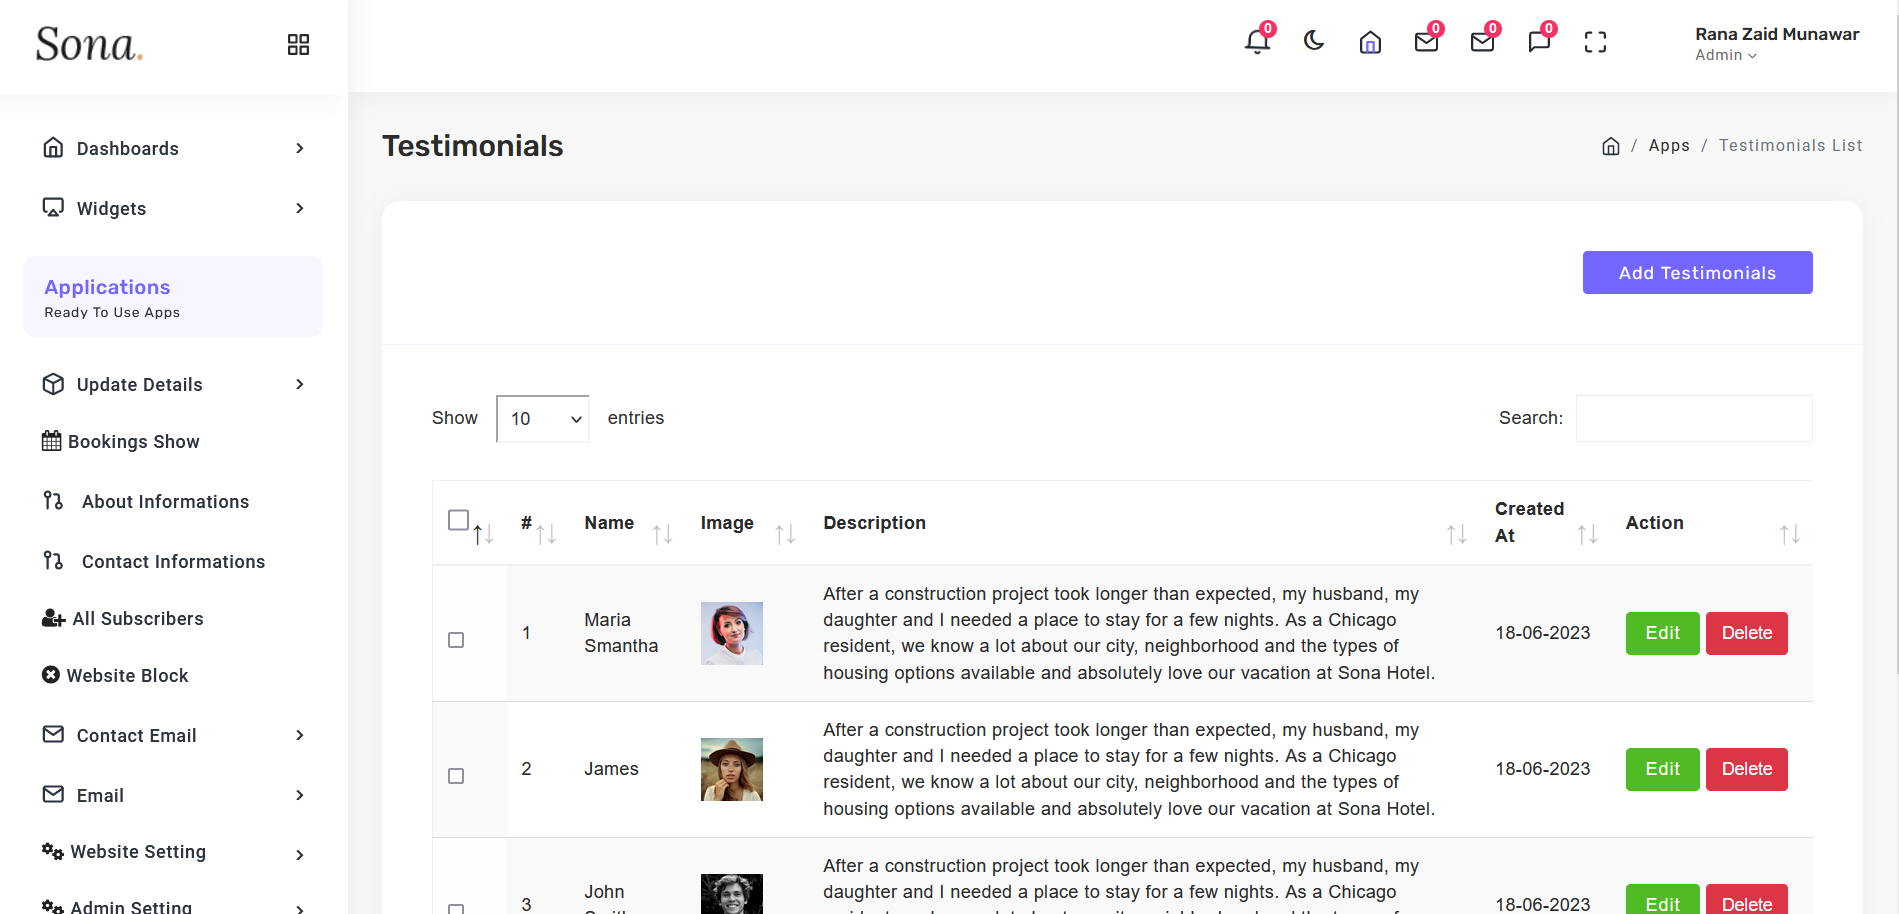 Sona.
0
0
0
0
Rana Zaid Munawar
Admin
Dashboards
Widgets
Applications
Ready To Use Apps
Update Details
Bookings Show
About Informations
Contact Informations
All Subscribers
Website Block
Contact Email
Email
Website Setting
Admin Setting
Testimonials
/ Apps / Testimonials List
Add Testimonials
Show 10 entries
Search:
# Name Image Description Created At Action
1
Maria
Smantha
After a construction project took longer than expected, my husband, my
daughter and I needed a place to stay for a few nights. As a Chicago
resident, we know a lot about our city, neighborhood and the types of
housing options available and absolutely love our vacation at Sona Hotel.
18-06-2023
Edit Delete
2
James
After a construction project took longer than expected, my husband, my
daughter and I needed a place to stay for a few nights. As a Chicago
resident, we know a lot about our city, neighborhood and the types of
housing options available and absolutely love our vacation at Sona Hotel.
18-06-2023
Edit Delete
3
John
After a construction project took longer than expected, my husband, my
daughter and I needed a place to stay for a few nights. As a Chicago
18-06-2023
Edit Delete